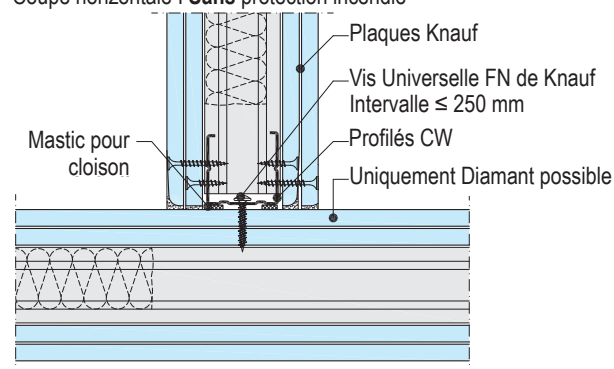 Coupe horizontale : Sans protection incendie
Plaques Knauf
Vis Universelle FN de Knauf
Intervalle ≤ 250 mm
Mastic pour
cloison
Profilés CW
Uniquement Diamant possible